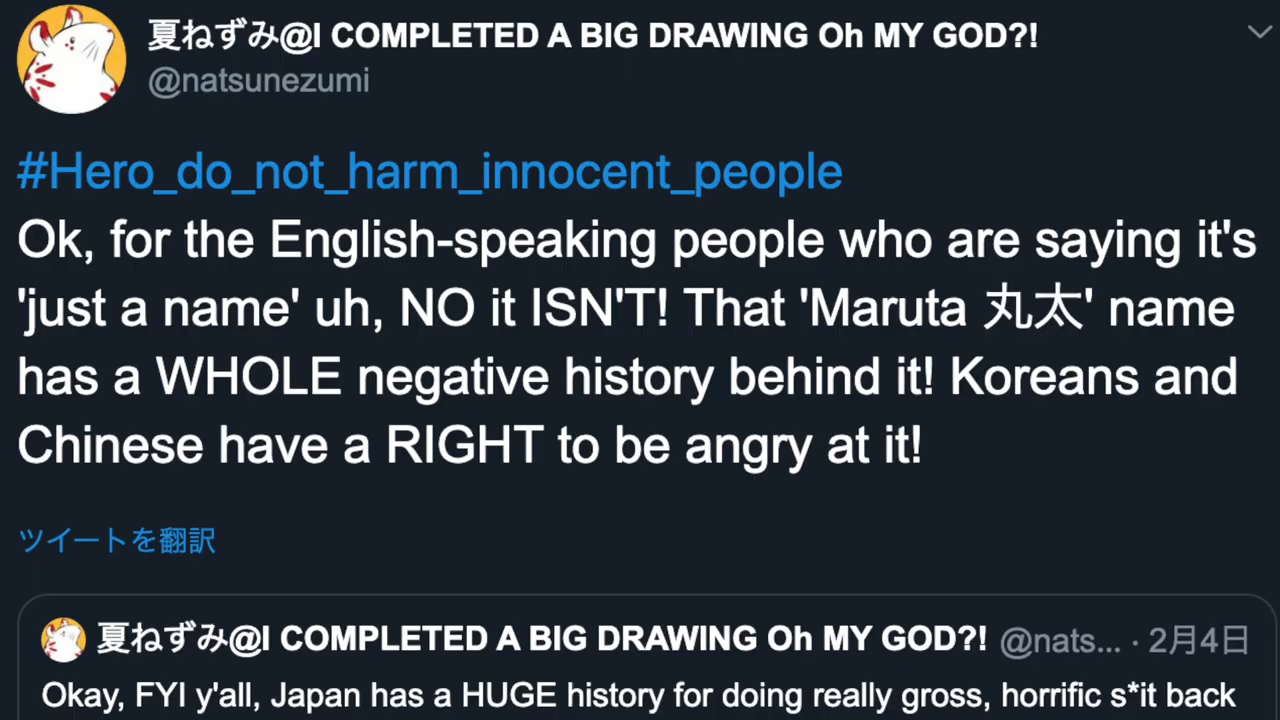 夏ねずみ@I COMPLETED A BIG DRAWING Oh MY GOD?!
@natsunezumi
#Hero_do_not_harm_innocent_people
Ok, for the English-speaking people who are saying it's
'just a name' uh, NO it ISN'T! That 'Maruta 丸太' name
has a WHOLE negative history behind it! Koreans and
Chinese have a RIGHT to be angry at it!
ツイートを翻訳
夏ねずみ@I COMPLETED A BIG DRAWING Oh MY GOD?! @nats... · 2月4日
Okay, FYI y'all, Japan has a HUGE history for doing really gross, horrific s*it back